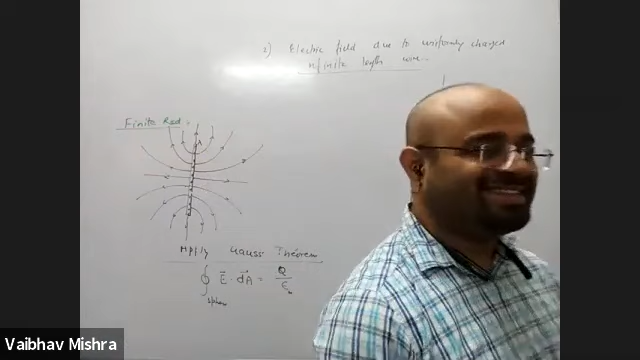 2) Electric field due to uniformly charged
infinite length wire.
Finite Rod:
Apply Gauss Theorem
∮ E⃗ · dA⃗ = Q / ε₀
sphere
Vaibhav Mishra